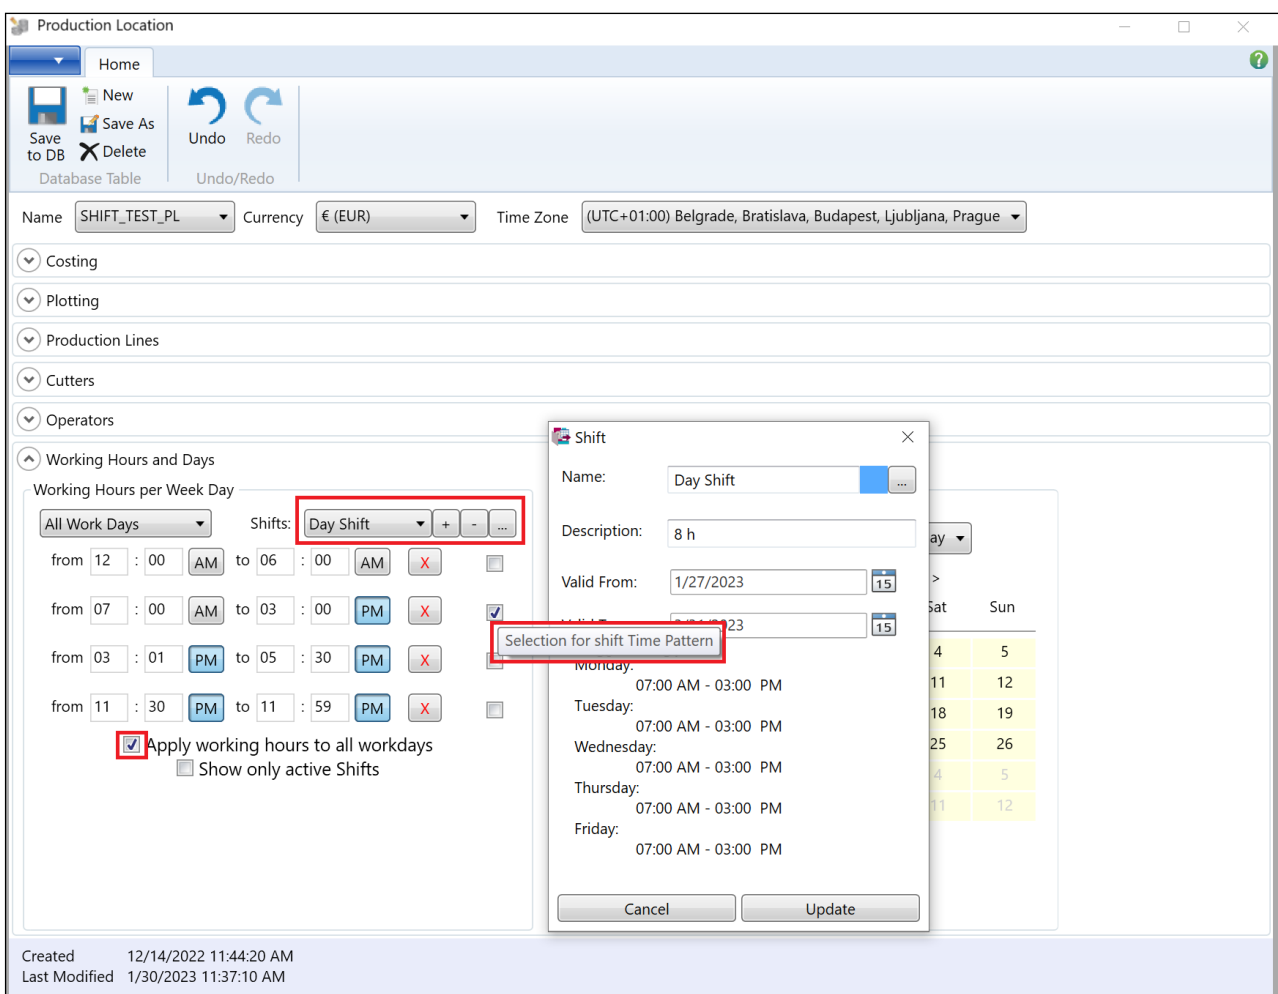 Production Location
Home
Save to DB
New
Save As
Delete
Undo
Redo
Database Table
Undo/Redo
Name SHIFT_TEST_PL Currency € (EUR) Time Zone (UTC+01:00) Belgrade, Bratislava, Budapest, Ljubljana, Prague
Costing
Plotting
Production Lines
Cutters
Operators
Working Hours and Days
Working Hours per Week Day
All Work Days Shifts: Day Shift + - ...
from 12 : 00 AM to 06 : 00 AM X
from 07 : 00 AM to 03 : 00 PM X
from 03 : 01 PM to 05 : 30 PM X
from 11 : 30 PM to 11 : 59 PM X
Apply working hours to all workdays
Show only active Shifts
Shift
Name: Day Shift ...
Description: 8 h
Valid From: 1/27/2023 15
23 15
Selection for shift Time Pattern
Monday:
07:00 AM - 03:00 PM
Tuesday:
07:00 AM - 03:00 PM
Wednesday:
07:00 AM - 03:00 PM
Thursday:
07:00 AM - 03:00 PM
Friday:
07:00 AM - 03:00 PM
Cancel Update
ay
>
Sat Sun
4 5
11 12
18 19
25 26
4 5
11 12
Created 12/14/2022 11:44:20 AM
Last Modified 1/30/2023 11:37:10 AM